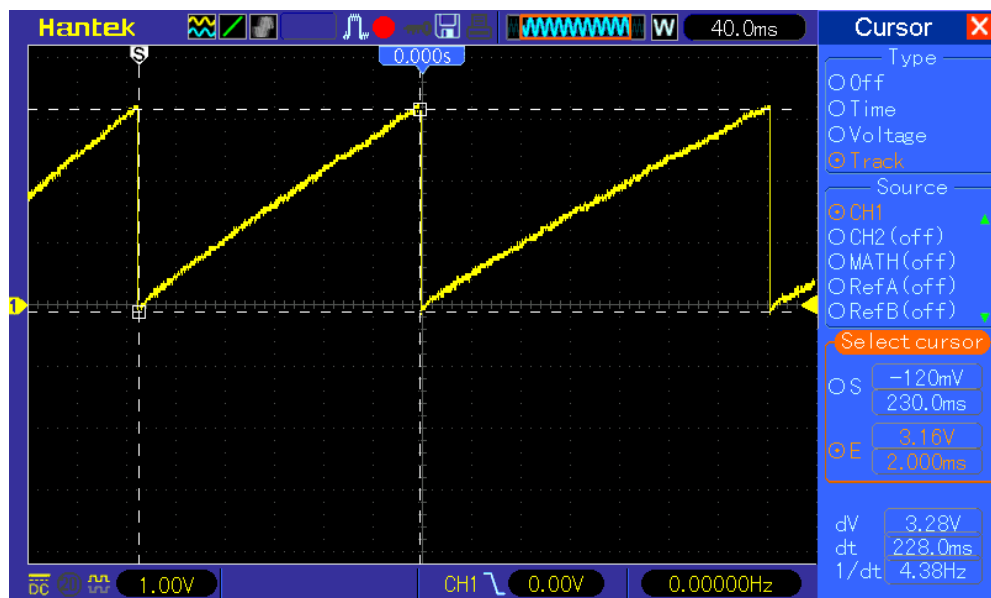 Hantek W 40.0ms Cursor X
S 0.000s
Type
Off
Time
Voltage
Track
Source
CH1
CH2(off)
MATH(off)
RefA(off)
1 RefB(off)
Select cursor
S -120mV
230.0ms
E 3.16V
2.000ms
dV 3.28V
dt 228.0ms
1/dt 4.38Hz
DC 1.00V CH1 0.00V 0.00000Hz